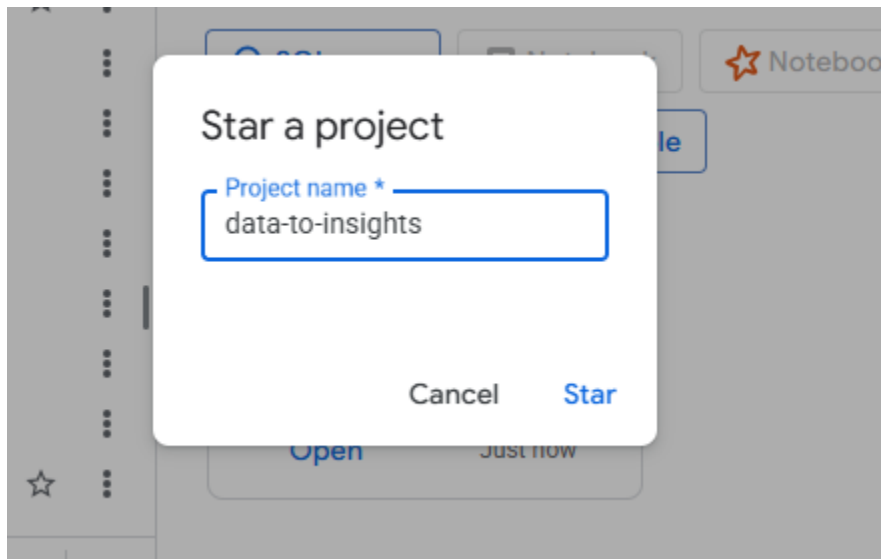 Noteboo
le
Star a project
Project name *
data-to-insights
Cancel
Star
Open
Just now